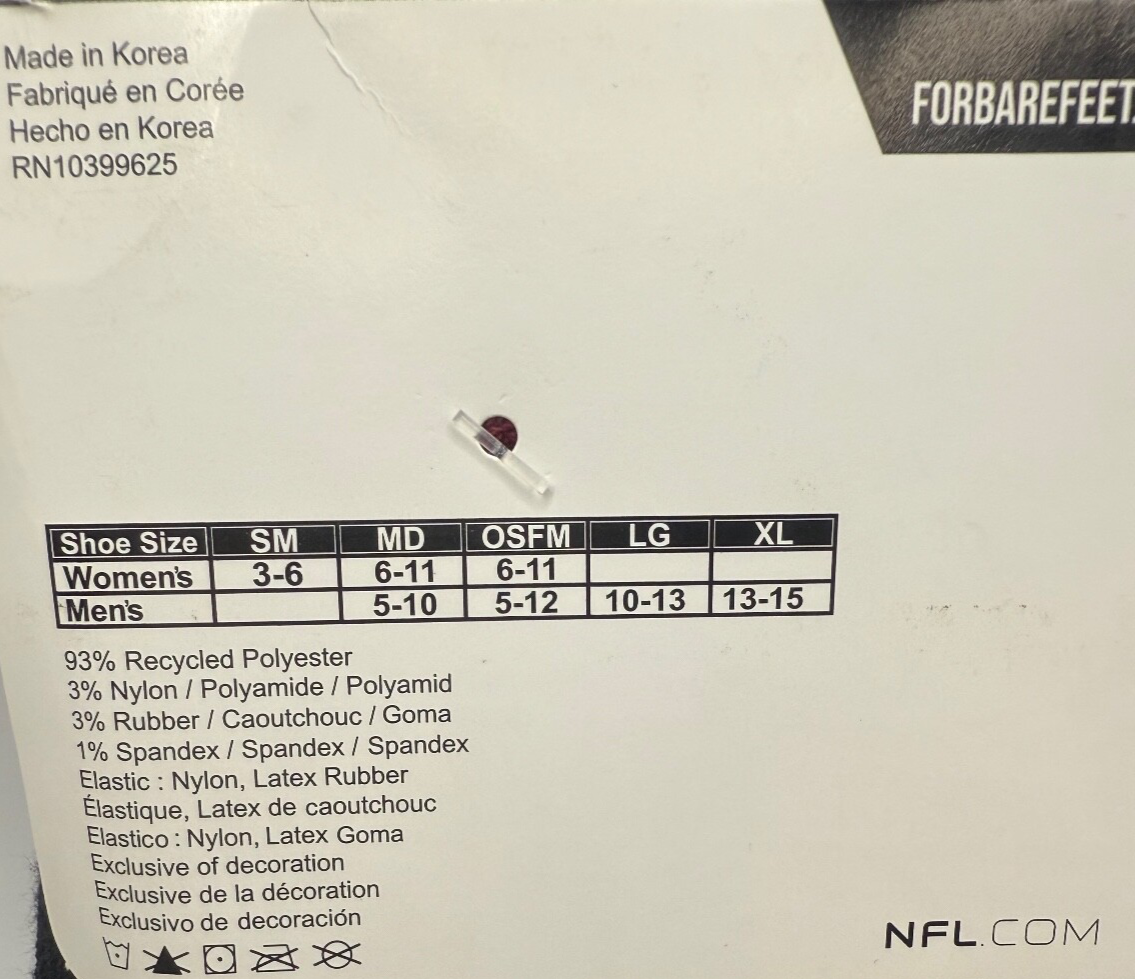 Made in Korea
Fabriqué en Corée
Hecho en Korea
RN10399625
FORBAREFEET.
Shoe Size SM MD OSFM LG XL
Women's 3-6 6-11 6-11
Men's 5-10 5-12 10-13 13-15
93% Recycled Polyester
3% Nylon / Polyamide / Polyamid
3% Rubber / Caoutchouc / Goma
1% Spandex / Spandex / Spandex
Elastic : Nylon, Latex Rubber
Élastique, Latex de caoutchouc
Elastico : Nylon, Latex Goma
Exclusive of decoration
Exclusive de la décoration
Exclusivo de decoración
NFL.COM